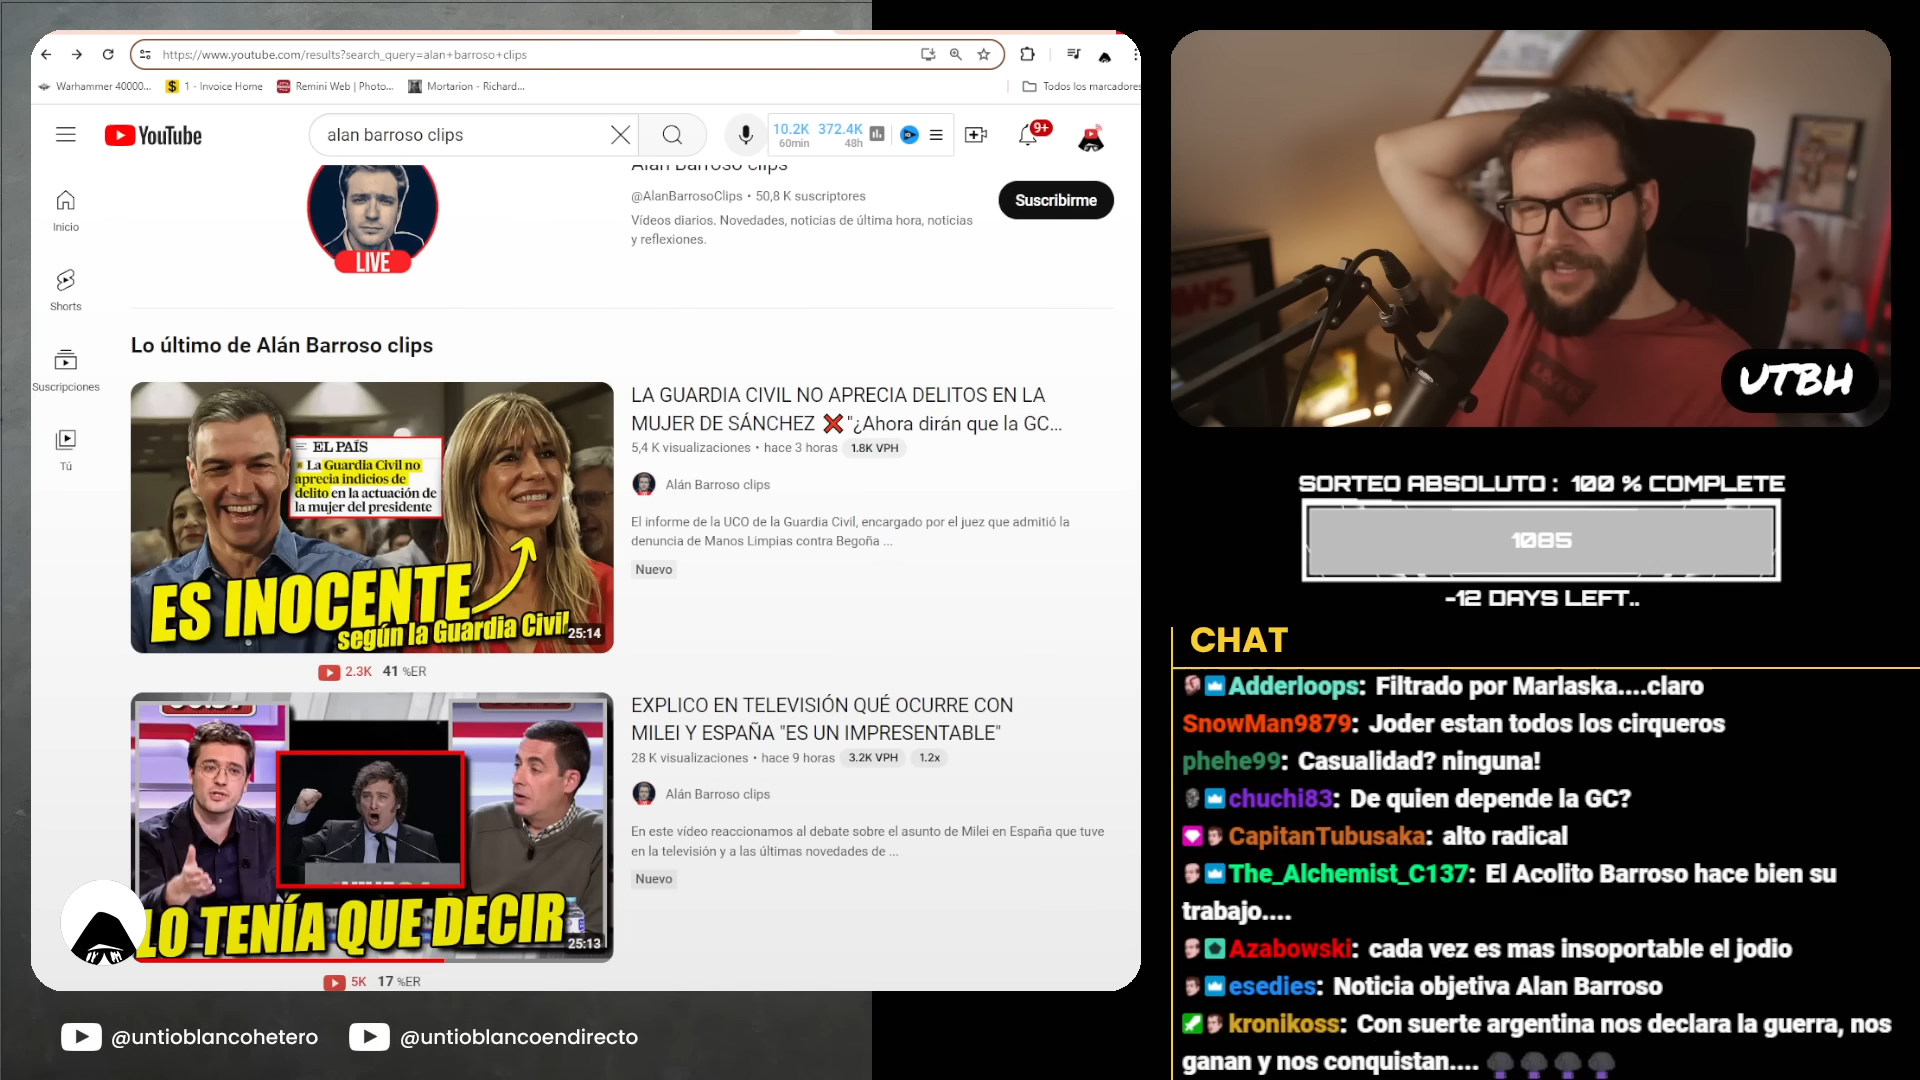 https://www.youtube.com/results?search_query=alan+barroso+clips
Warhammer 40000...
1 - Invoice Home
Remini Web | Photo...
Mortarion - Richard...
Todos los marcadores
YouTube
alan barroso clips
10.2K 372.4K
60min 48h
9+
Inicio
Shorts
Suscripciones
Tú
Alán Barroso clips
@AlanBarrosoClips • 50,8 K suscriptores
Vídeos diarios. Novedades, noticias de última hora, noticias
y reflexiones.
Suscribirme
LIVE
Lo último de Alán Barroso clips
EL PAÍS
La Guardia Civil no
aprecia indicios de
delito en la actuación de
la mujer del presidente
ES INOCENTE
según la Guardia Civil
25:14
2.3K 41 %ER
LA GUARDIA CIVIL NO APRECIA DELITOS EN LA
MUJER DE SÁNCHEZ ❌ "¿Ahora dirán que la GC...
5,4 K visualizaciones • hace 3 horas 1.8K VPH
Alán Barroso clips
El informe de la UCO de la Guardia Civil, encargado por el juez que admitió la
denuncia de Manos Limpias contra Begoña ...
Nuevo
LO TENÍA QUE DECIR
25:13
5K 17 %ER
EXPLICO EN TELEVISIÓN QUÉ OCURRE CON
MILEI Y ESPAÑA "ES UN IMPRESENTABLE"
28 K visualizaciones • hace 9 horas 3.2K VPH 1.2x
Alán Barroso clips
En este vídeo reaccionamos al debate sobre el asunto de Milei en España que tuve
en la televisión y a las últimas novedades de ...
Nuevo
@untioblancohetero
@untioblancoendirecto
UTBH
SORTEO ABSOLUTO : 100 % COMPLETE
1085
-12 DAYS LEFT..
CHAT
Adderloops: Filtrado por Marlaska....claro
SnowMan9879: Joder estan todos los cirqueros
phehe99: Casualidad? ninguna!
chuchi83: De quien depende la GC?
CapitanTubusaka: alto radical
The_Alchemist_C137: El Acolito Barroso hace bien su
trabajo....
Azabowski: cada vez es mas insoportable el jodio
esedies: Noticia objetiva Alan Barroso
kronikoss: Con suerte argentina nos declara la guerra, nos
ganan y nos conquistan....